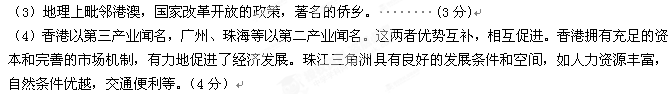 （3）地理上毗邻港澳，国家改革开放的政策，著名的侨乡。········(3 分)
（4）香港以第三产业闻名，广州、珠海等以第二产业闻名。这两者优势互补，相互促进。香港拥有充足的资
本和完善的市场机制，有力地促进了经济发展。珠江三角洲具有良好的发展条件和空间，如人力资源丰富，
自然条件优越，交通便利等。（4 分）